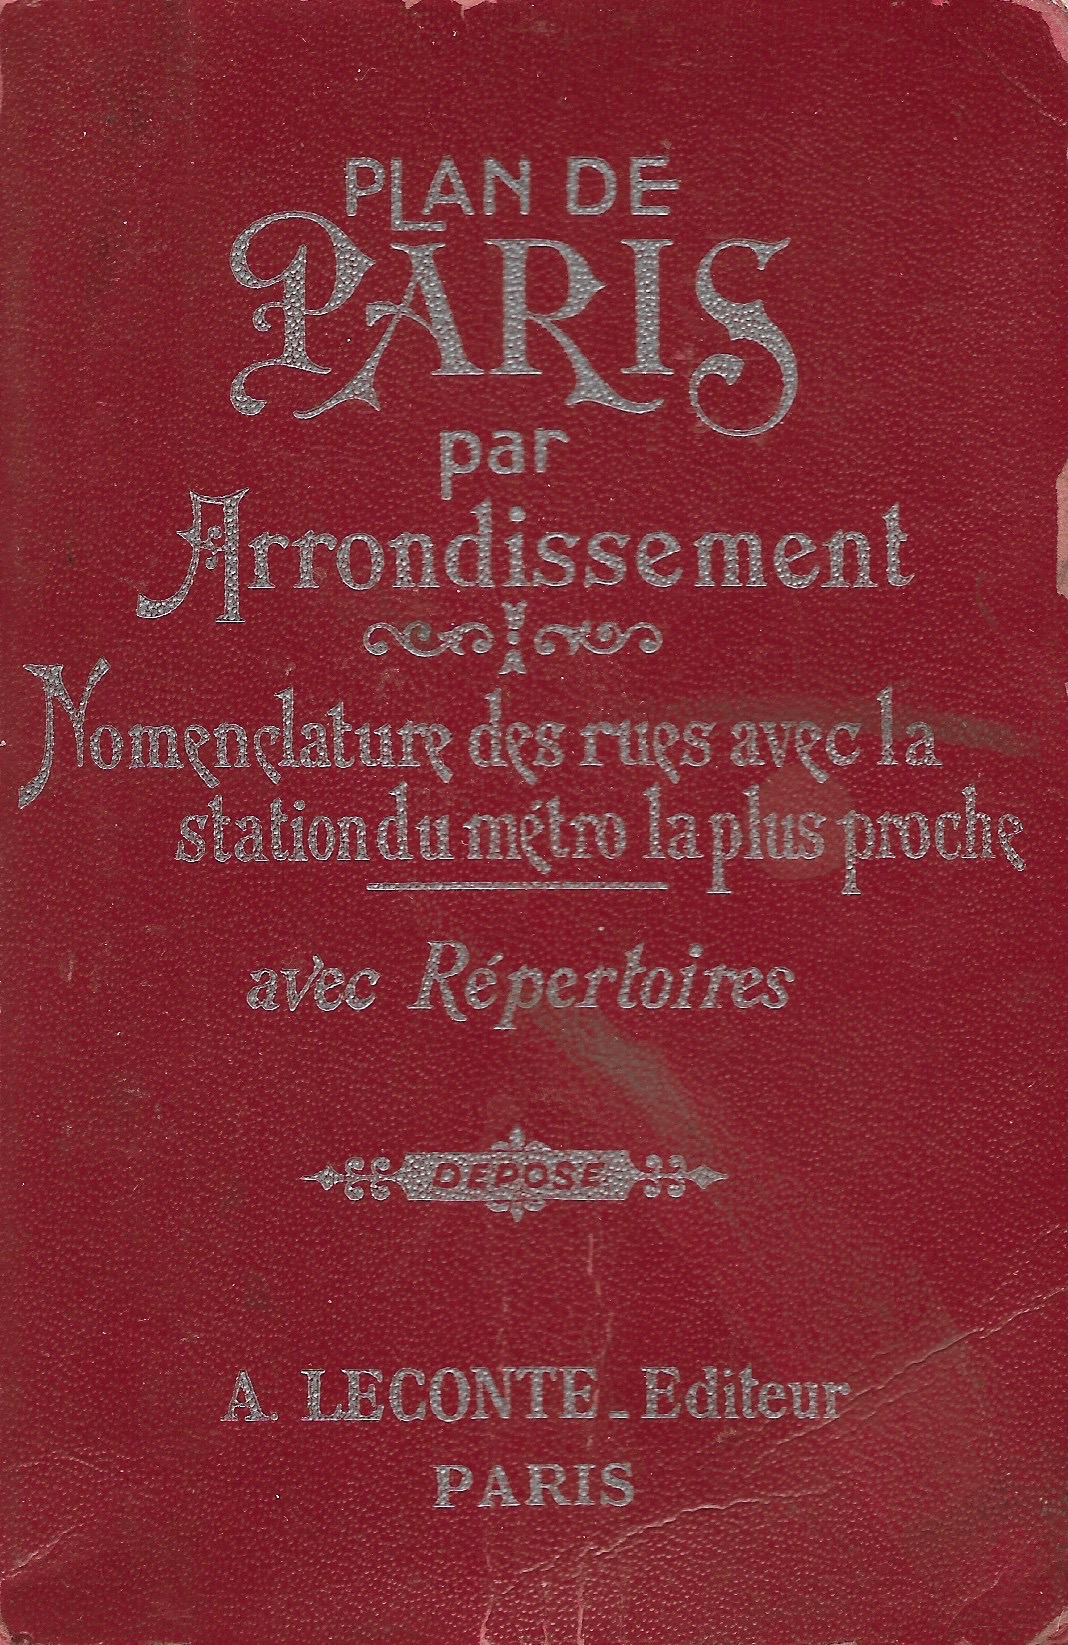 PLAN DE
PARIS
par
Arrondissement
Nomenclature des rues avec la
station du métro la plus proche
avec Répertoires
DEPOSE
A. LECONTE - Editeur
PARIS